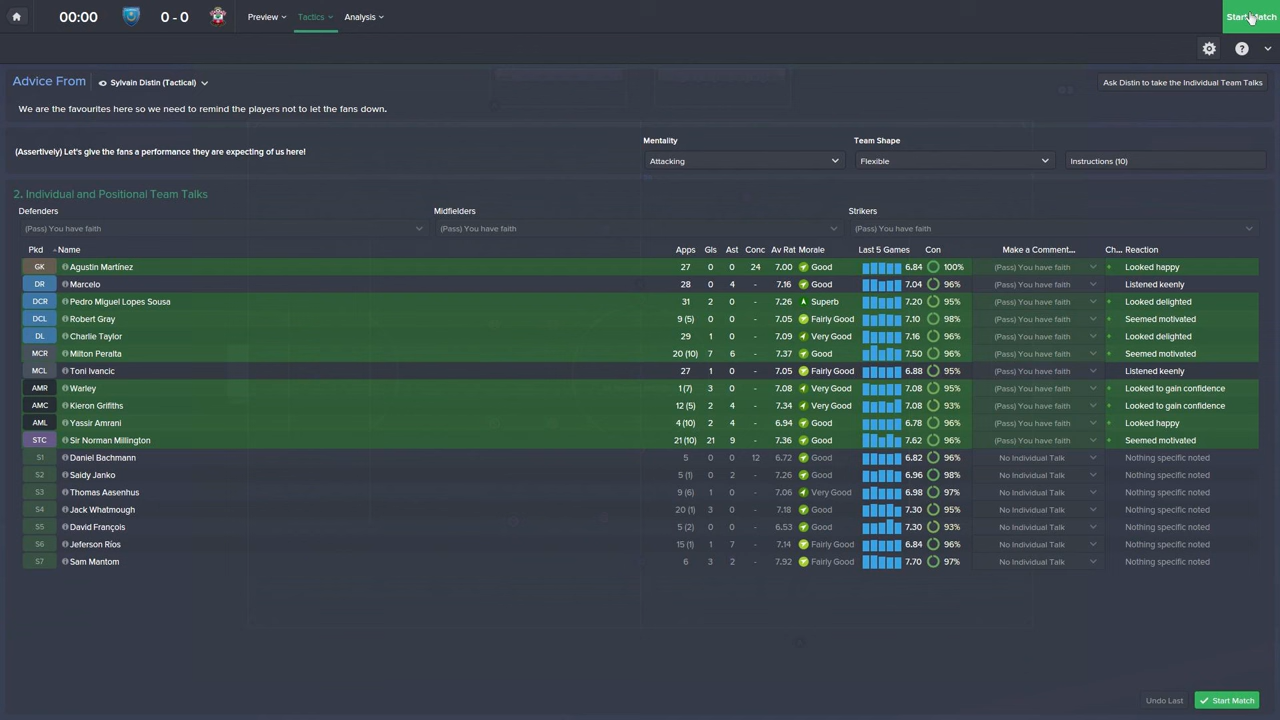 00:00 0 - 0 Preview Tactics Analysis Start Match
?
Advice From Sylvain Distin (Tactical) Ask Distin to take the Individual Team Talks
We are the favourites here so we need to remind the players not to let the fans down.
Mentality Team Shape
(Assertively) Let's give the fans a performance they are expecting of us here!
Attacking Flexible Instructions (10)
2. Individual and Positional Team Talks
Defenders Midfielders Strikers
(Pass) You have faith (Pass) You have faith (Pass) You have faith
Pkd Name Apps Gls Ast Conc Av Rat Morale Last 5 Games Con Make a Comment... Ch... Reaction
GK Agustin Martínez 27 0 0 24 7.00 Good 6.84 100% (Pass) You have faith Looked happy
DR Marcelo 28 0 4 - 7.16 Good 7.04 96% (Pass) You have faith Listened keenly
DCR Pedro Miguel Lopes Sousa 31 2 0 - 7.26 Superb 7.20 95% (Pass) You have faith Looked delighted
DCL Robert Gray 9 (5) 0 0 - 7.05 Fairly Good 7.10 98% (Pass) You have faith Seemed motivated
DL Charlie Taylor 29 1 0 - 7.09 Very Good 7.16 96% (Pass) You have faith Looked delighted
MCR Milton Peralta 20 (10) 7 6 - 7.37 Good 7.50 96% (Pass) You have faith Seemed motivated
MCL Toni Ivancic 27 1 0 - 7.05 Fairly Good 6.88 95% (Pass) You have faith Listened keenly
AMR Warley 1 (7) 3 0 - 7.08 Very Good 7.08 95% (Pass) You have faith Looked to gain confidence
AMC Kieron Grifiths 12 (5) 2 4 - 7.34 Very Good 7.08 93% (Pass) You have faith Looked to gain confidence
AML Yassir Amrani 4 (10) 2 4 - 6.94 Good 6.78 96% (Pass) You have faith Looked happy
STC Sir Norman Millington 21 (10) 21 9 - 7.36 Good 7.62 96% (Pass) You have faith Seemed motivated
S1 Daniel Bachmann 5 0 0 12 6.72 Good 6.82 96% No Individual Talk Nothing specific noted
S2 Saidy Janko 5 (1) 0 2 - 7.26 Good 6.96 98% No Individual Talk Nothing specific noted
S3 Thomas Aasenhus 9 (6) 1 0 - 7.06 Very Good 6.98 97% No Individual Talk Nothing specific noted
S4 Jack Whatmough 20 (1) 3 0 - 7.18 Good 7.30 95% No Individual Talk Nothing specific noted
S5 David François 5 (2) 0 0 - 6.53 Good 7.30 93% No Individual Talk Nothing specific noted
S6 Jeferson Rios 15 (1) 1 7 - 7.14 Fairly Good 6.84 96% No Individual Talk Nothing specific noted
S7 Sam Mantom 6 3 2 - 7.92 Fairly Good 7.70 97% No Individual Talk Nothing specific noted
Undo Last Start Match